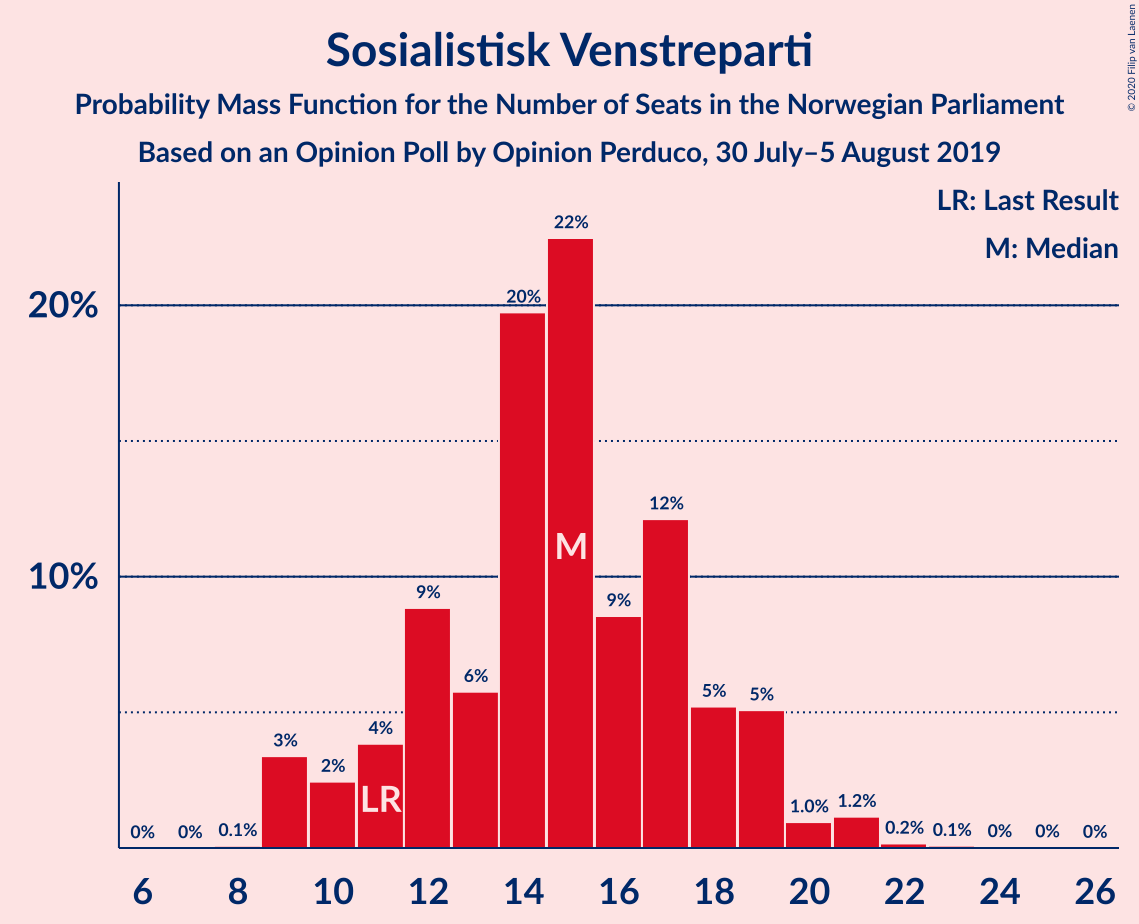 © 2020 Filip van Laenen
Sosialistisk Venstreparti
Probability Mass Function for the Number of Seats in the Norwegian Parliament
Based on an Opinion Poll by Opinion Perduco, 30 July–5 August 2019
LR: Last Result
M: Median
20%
10%
0%
0%
0.1%
3%
2%
4%
9%
6%
20%
22%
9%
12%
5%
5%
1.0%
1.2%
0.2%
0.1%
0%
0%
0%
LR
M
6 8 10 12 14 16 18 20 22 24 26